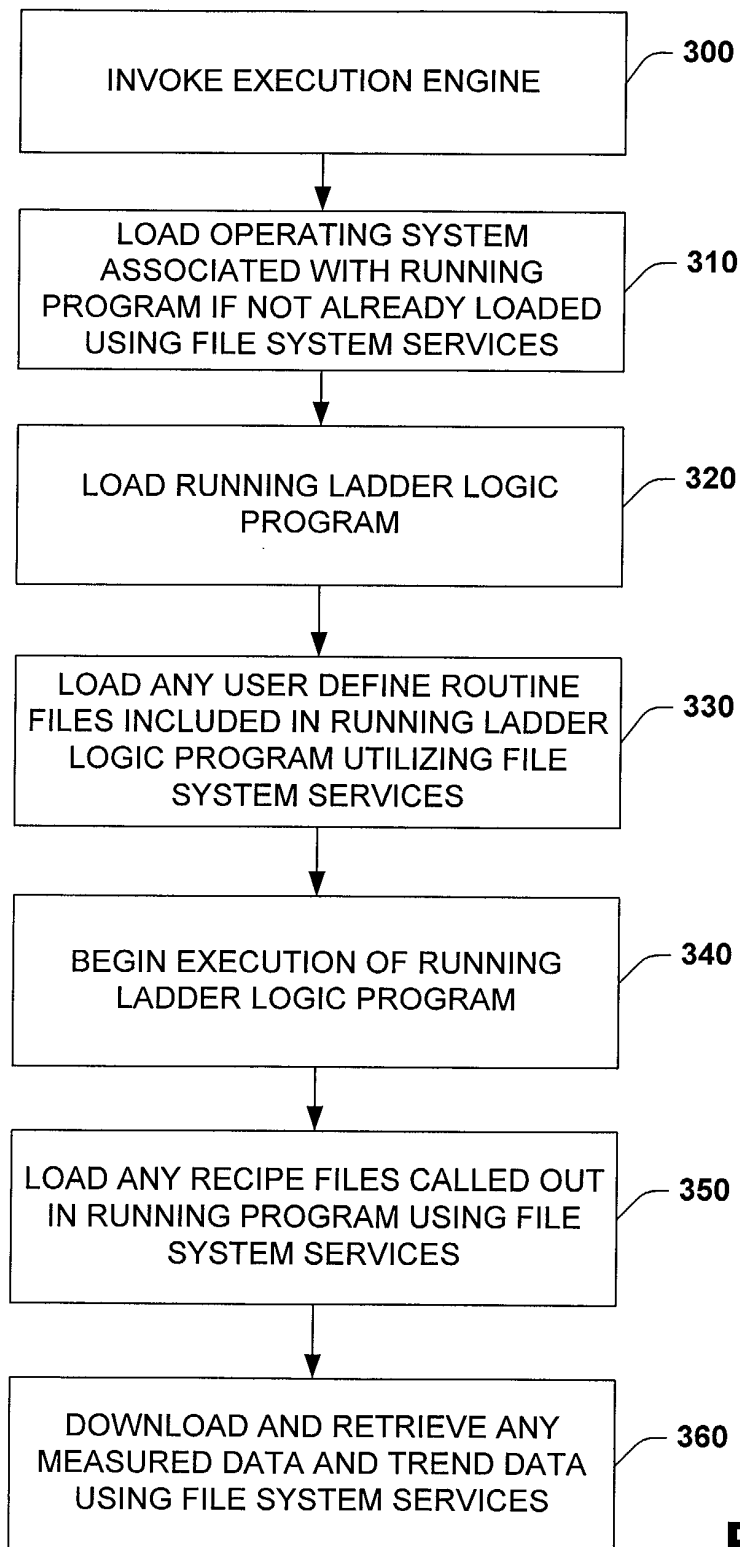 INVOKE EXECUTION ENGINE
300
LOAD OPERATING SYSTEM
ASSOCIATED WITH RUNNING
PROGRAM IF NOT ALREADY LOADED
USING FILE SYSTEM SERVICES
310
LOAD RUNNING LADDER LOGIC
PROGRAM
320
LOAD ANY USER DEFINE ROUTINE
FILES INCLUDED IN RUNNING LADDER
LOGIC PROGRAM UTILIZING FILE
SYSTEM SERVICES
330
BEGIN EXECUTION OF RUNNING
LADDER LOGIC PROGRAM
340
LOAD ANY RECIPE FILES CALLED OUT
IN RUNNING PROGRAM USING FILE
SYSTEM SERVICES
350
DOWNLOAD AND RETRIEVE ANY
MEASURED DATA AND TREND DATA
USING FILE SYSTEM SERVICES
360